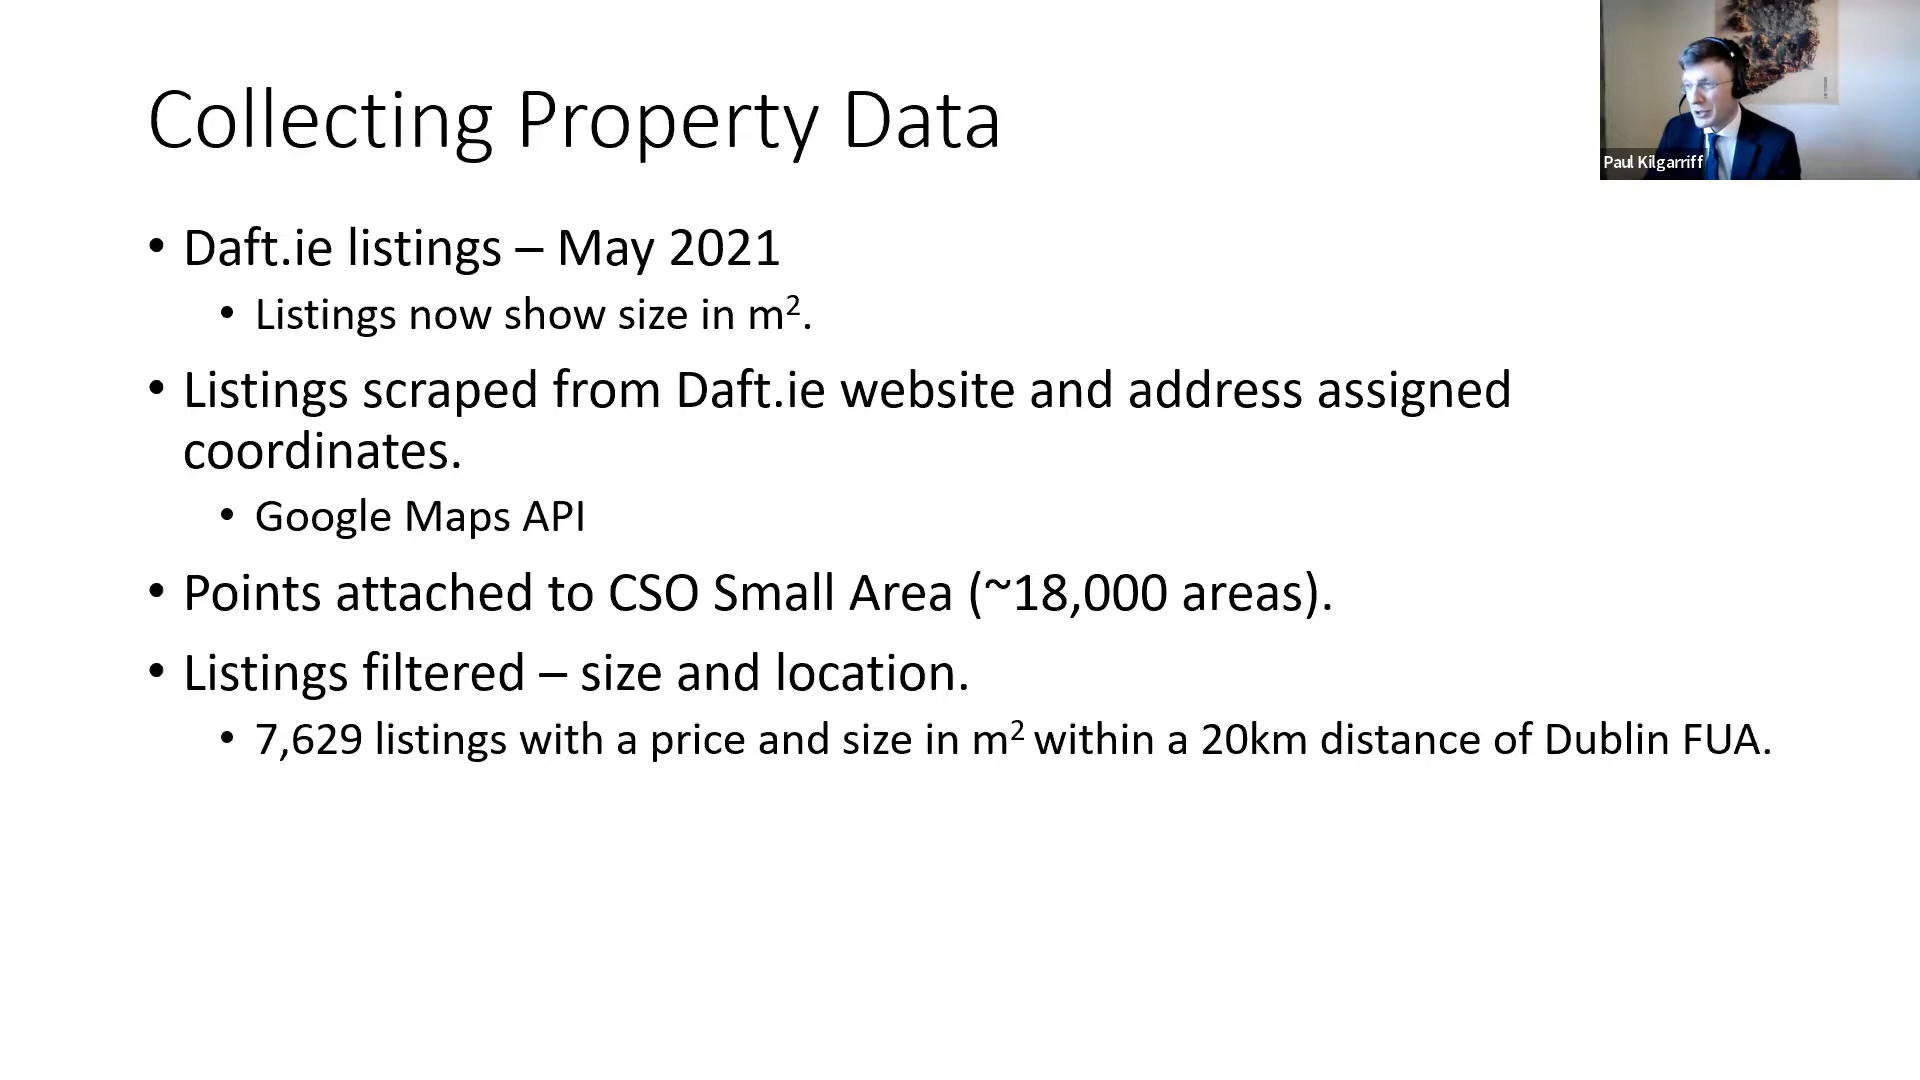 Collecting Property Data
Paul Kilgarriff
• Daft.ie listings – May 2021
• Listings now show size in m².
• Listings scraped from Daft.ie website and address assigned
coordinates.
• Google Maps API
• Points attached to CSO Small Area (~18,000 areas).
• Listings filtered – size and location.
• 7,629 listings with a price and size in m² within a 20km distance of Dublin FUA.